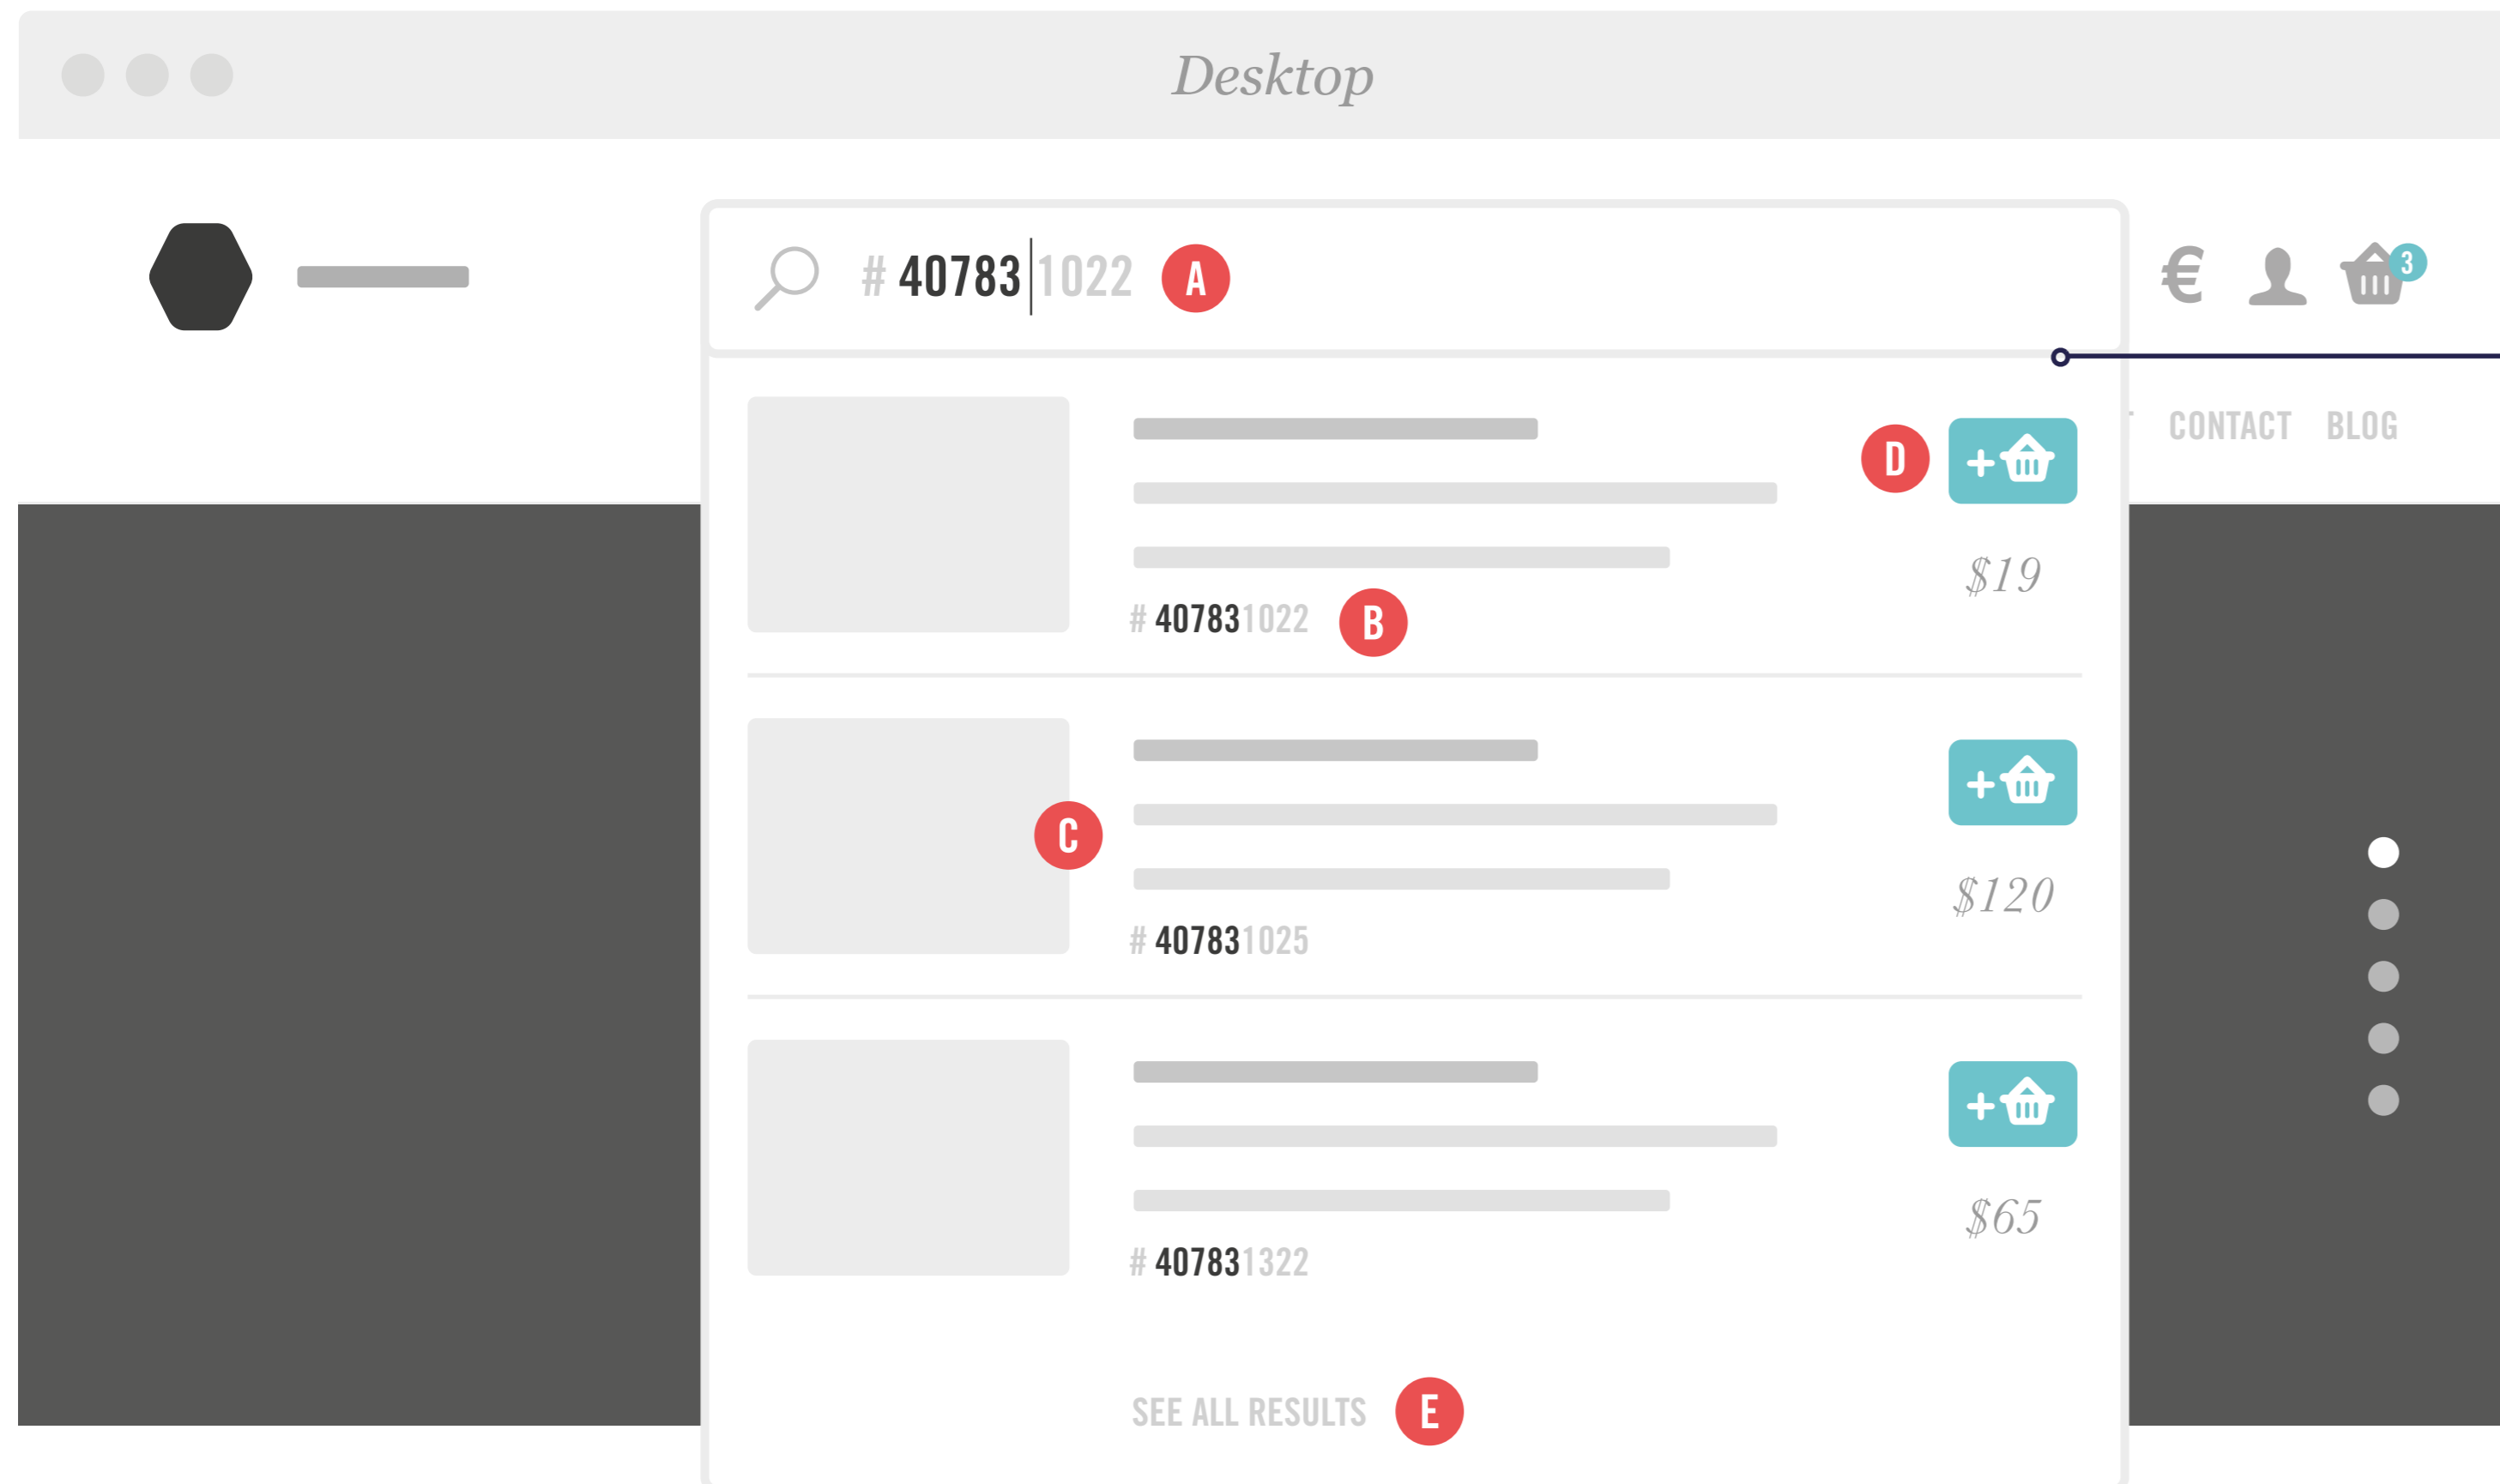 Desktop
# 407831022 A
€ 3
D
CONTACT BLOG
$19
# 407831022 B
C
$120
# 407831025
$65
# 407831322
SEE ALL RESULTS E